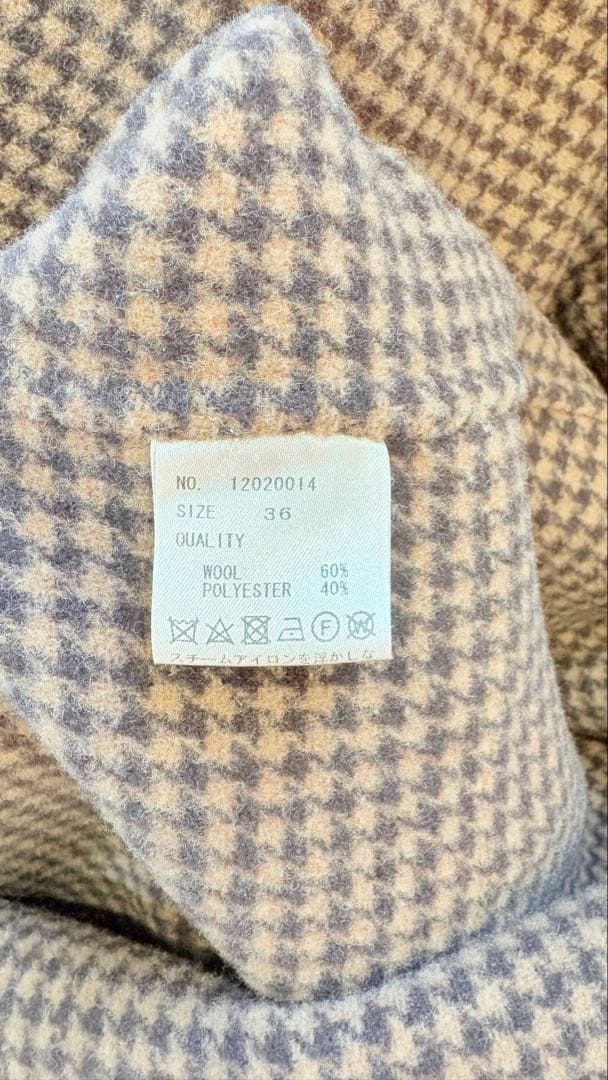 NO. 12020014
SIZE 36
QUALITY
WOOL 60%
POLYESTER 40%
F W
スチームアイロンを浮かしな